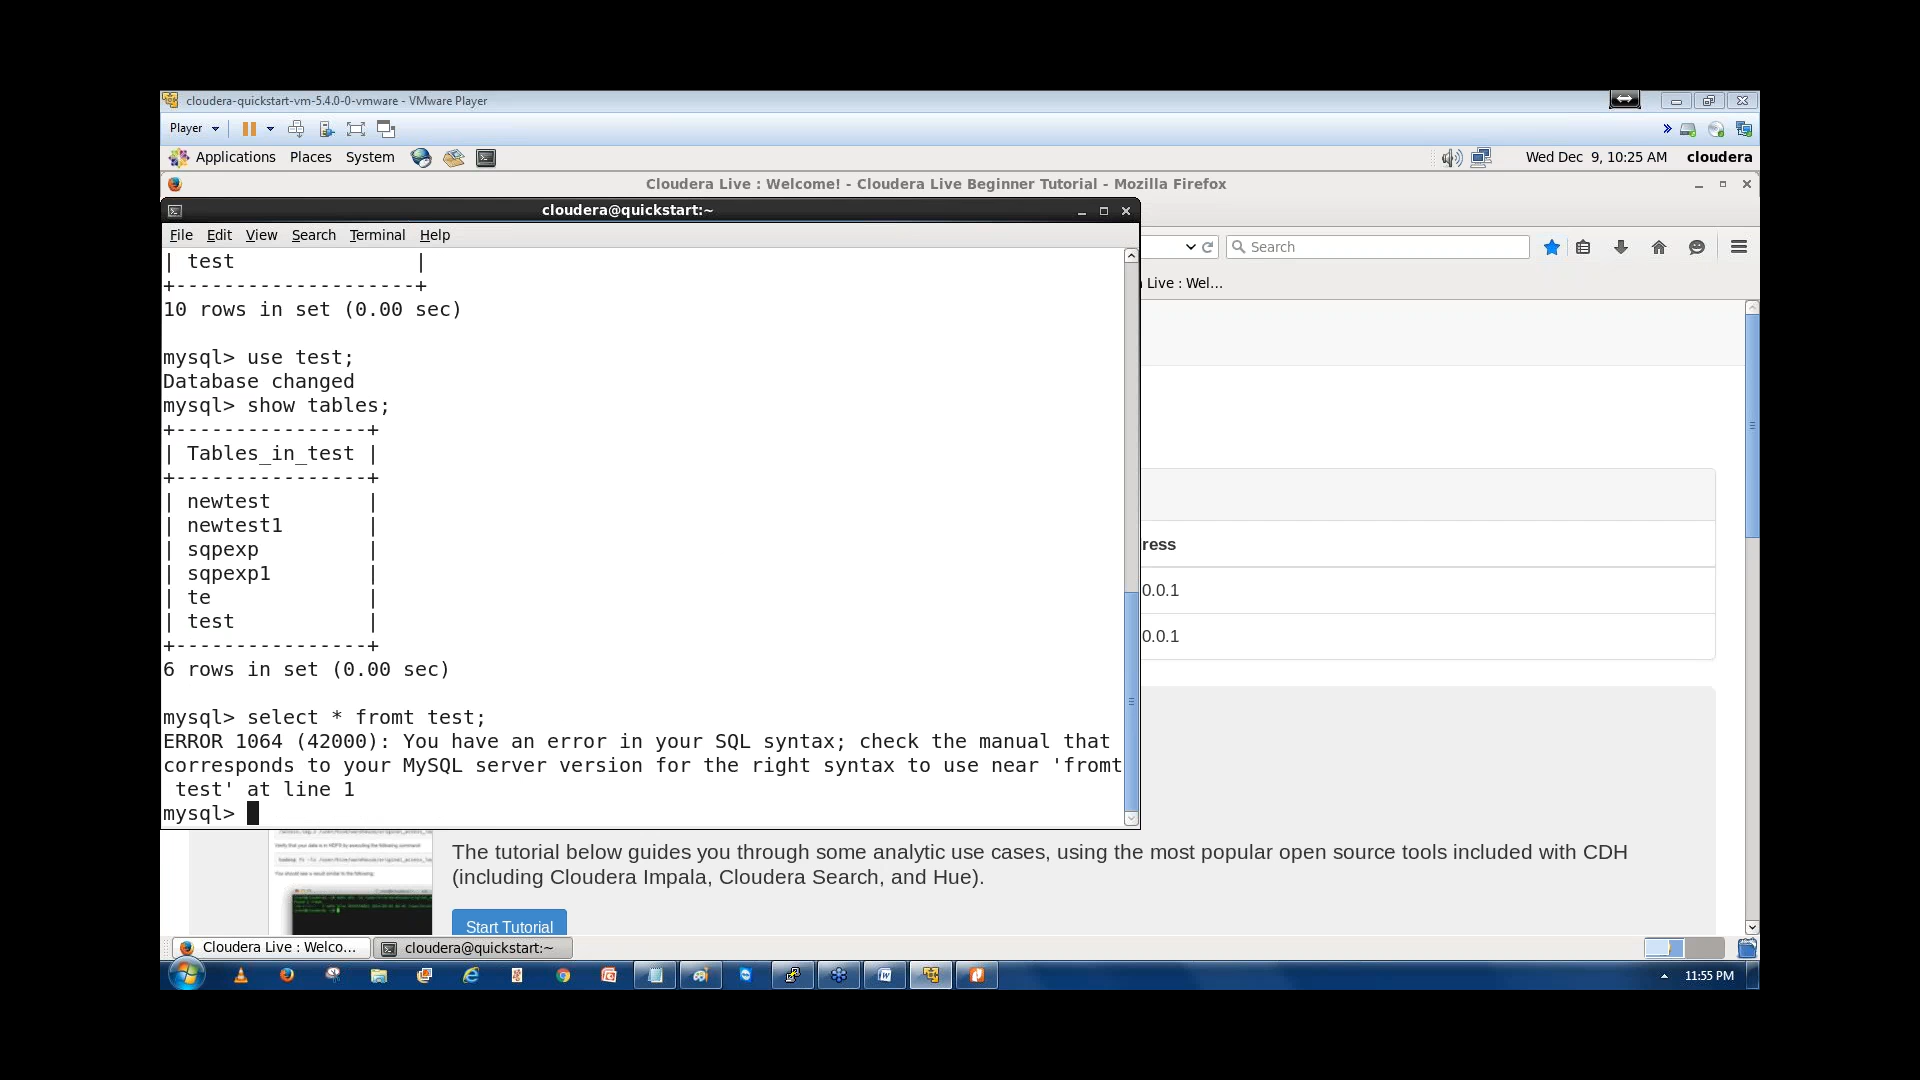 cloudera-quickstart-vm-5.4.0-0-vmware - VMware Player
Player
Applications Places System Wed Dec 9, 10:25 AM cloudera
Cloudera Live : Welcome! - Cloudera Live Beginner Tutorial - Mozilla Firefox
cloudera@quickstart:~
File Edit View Search Terminal Help
Search
Live : Wel...
| test               |
+--------------------+
10 rows in set (0.00 sec)
mysql> use test;
Database changed
mysql> show tables;
+----------------+
| Tables_in_test |
+----------------+
| newtest        |
| newtest1       |
| sqpexp         |
| sqpexp1        |
| te             |
| test           |
+----------------+
6 rows in set (0.00 sec)
mysql> select * fromt test;
ERROR 1064 (42000): You have an error in your SQL syntax; check the manual that
corresponds to your MySQL server version for the right syntax to use near 'fromt
test' at line 1
mysql>
ress
0.0.1
0.0.1
The tutorial below guides you through some analytic use cases, using the most popular open source tools included with CDH
(including Cloudera Impala, Cloudera Search, and Hue).
Start Tutorial
Cloudera Live : Welco... cloudera@quickstart:~
11:55 PM